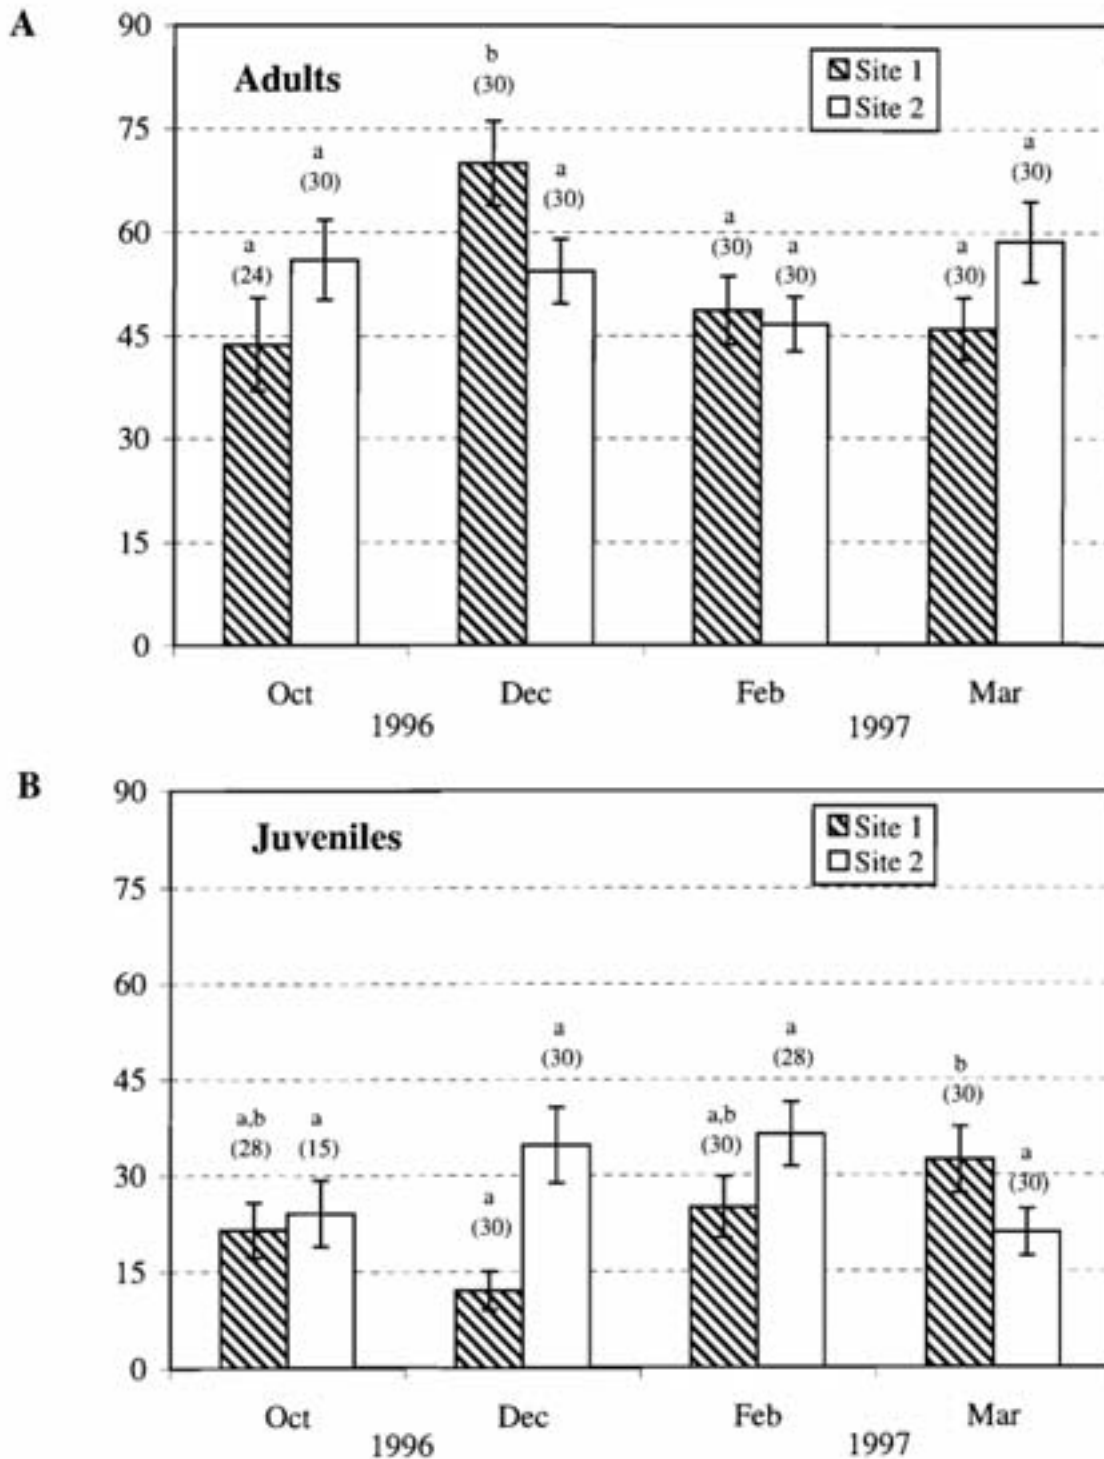 A
90
75
60
45
30
15
0
Adults
Site 1
Site 2
a
(24)
a
(30)
b
(30)
a
(30)
a
(30)
a
(30)
a
(30)
a
(30)
Oct
Dec
Feb
Mar
1996
1997
B
90
75
60
45
30
15
0
Juveniles
Site 1
Site 2
a,b
(28)
a
(15)
a
(30)
a
(30)
a,b
(30)
a
(28)
b
(30)
a
(30)
Oct
Dec
Feb
Mar
1996
1997